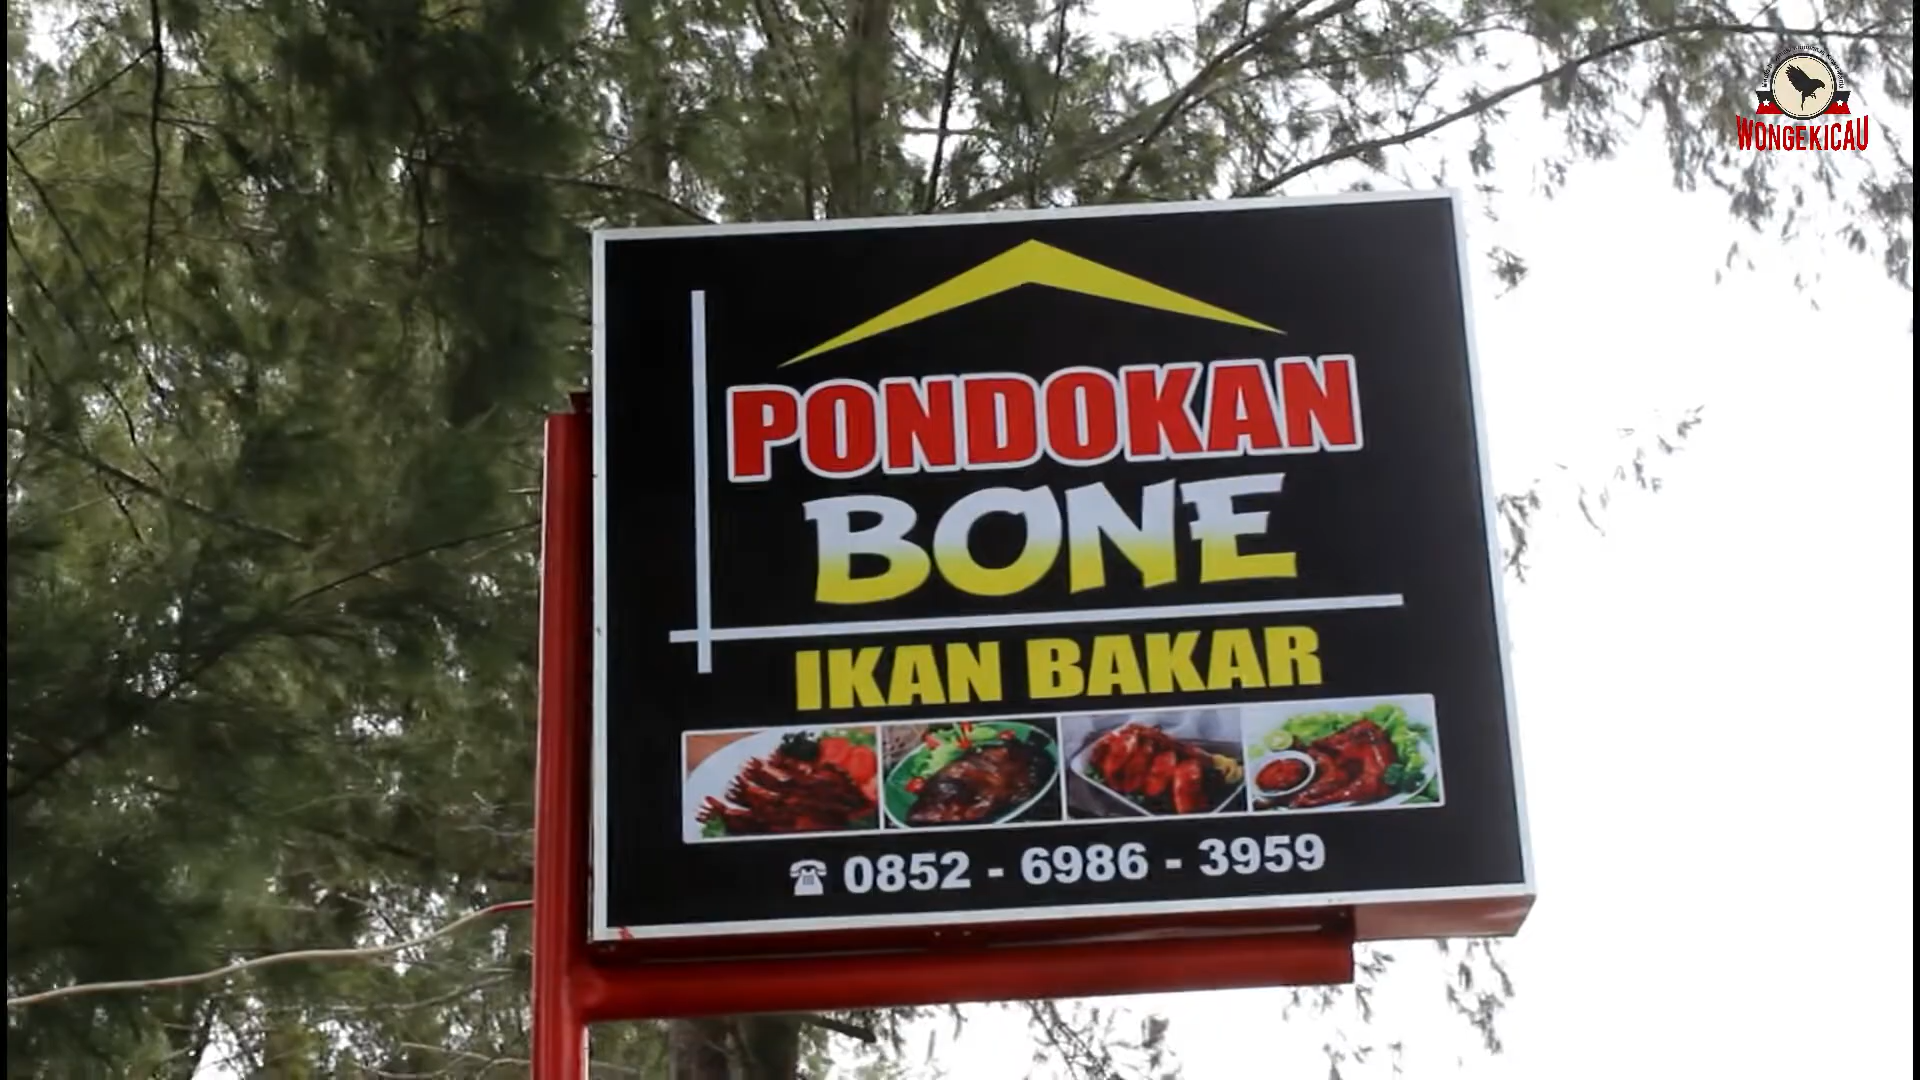 WONGEKICAU
PONDOKAN
BONE
IKAN BAKAR
0852 - 6986 - 3959